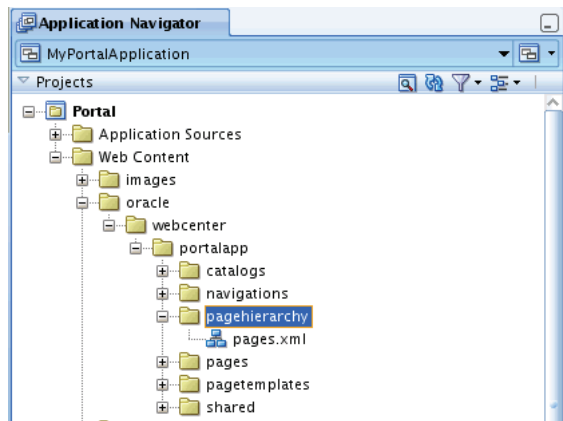 Application Navigator
MyPortalApplication
Projects
Portal
Application Sources
Web Content
images
oracle
webcenter
portalapp
catalogs
navigations
pagehierarchy
pages.xml
pages
pagetemplates
shared